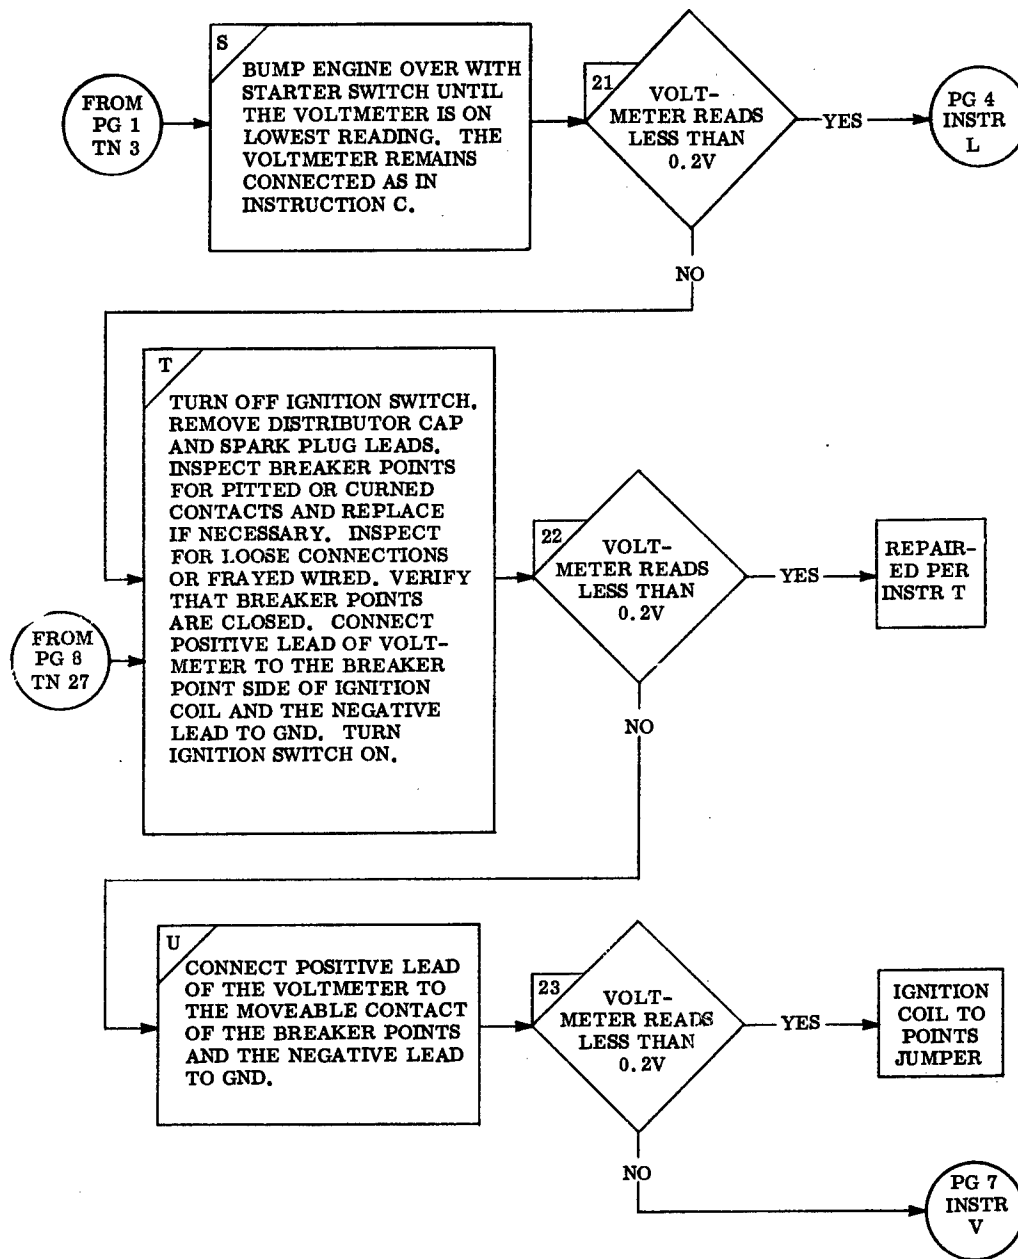 FROM
PG 1
TN 3
S
BUMP ENGINE OVER WITH
STARTER SWITCH UNTIL
THE VOLTMETER IS ON
LOWEST READING. THE
VOLTMETER REMAINS
CONNECTED AS IN
INSTRUCTION C.
21
VOLT-
METER READS
LESS THAN
0.2V
YES
PG 4
INSTR
L
NO
T
TURN OFF IGNITION SWITCH.
REMOVE DISTRIBUTOR CAP
AND SPARK PLUG LEADS.
INSPECT BREAKER POINTS
FOR PITTED OR CURNED
CONTACTS AND REPLACE
IF NECESSARY. INSPECT
FOR LOOSE CONNECTIONS
OR FRAYED WIRED. VERIFY
THAT BREAKER POINTS
ARE CLOSED. CONNECT
POSITIVE LEAD OF VOLT-
METER TO THE BREAKER
POINT SIDE OF IGNITION
COIL AND THE NEGATIVE
LEAD TO GND. TURN
IGNITION SWITCH ON.
FROM
PG 8
TN 27
22
VOLT-
METER READS
LESS THAN
0.2V
YES
REPAIR-
ED PER
INSTR T
NO
U
CONNECT POSITIVE LEAD
OF THE VOLTMETER TO
THE MOVEABLE CONTACT
OF THE BREAKER POINTS
AND THE NEGATIVE LEAD
TO GND.
23
VOLT-
METER READS
LESS THAN
0.2V
YES
IGNITION
COIL TO
POINTS
JUMPER
NO
PG 7
INSTR
V